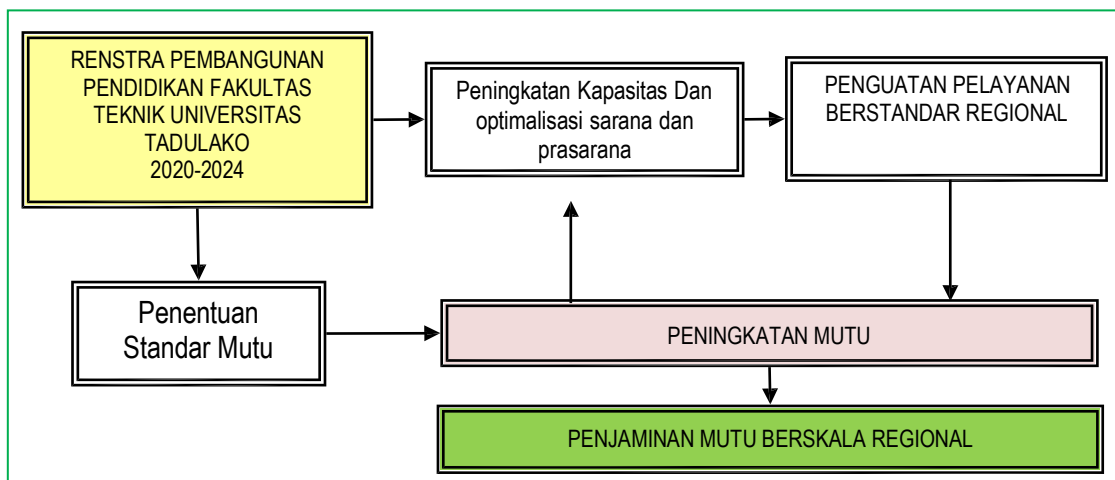 RENSTRA PEMBANGUNAN
PENDIDIKAN FAKULTAS
TEKNIK UNIVERSITAS
TADULAKO
2020-2024
Peningkatan Kapasitas Dan
optimalisasi sarana dan
prasarana
PENGUATAN PELAYANAN
BERSTANDAR REGIONAL
Penentuan
Standar Mutu
PENINGKATAN MUTU
PENJAMINAN MUTU BERSKALA REGIONAL